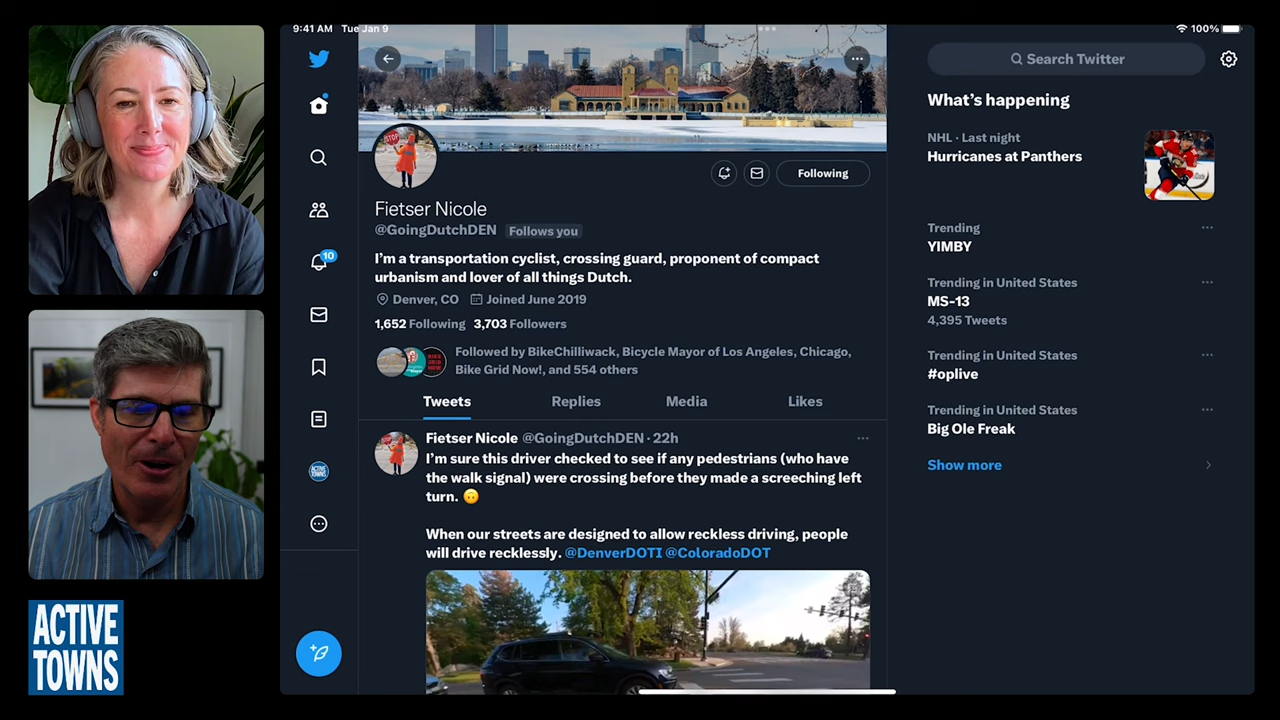 9:41 AM Tue Jan 9
100%
Search Twitter
STOP
Following
Fietser Nicole
@GoingDutchDEN Follows you
I'm a transportation cyclist, crossing guard, proponent of compact
urbanism and lover of all things Dutch.
Denver, CO Joined June 2019
1,652 Following 3,703 Followers
Followed by BikeChilliwack, Bicycle Mayor of Los Angeles, Chicago,
Bike Grid Now!, and 554 others
Tweets Replies Media Likes
Fietser Nicole @GoingDutchDEN · 22h
I'm sure this driver checked to see if any pedestrians (who have
the walk signal) were crossing before they made a screeching left
turn. 🙃
When our streets are designed to allow reckless driving, people
will drive recklessly. @DenverDOTI @ColoradoDOT
What's happening
NHL · Last night
Hurricanes at Panthers
Trending
YIMBY
Trending in United States
MS-13
4,395 Tweets
Trending in United States
#oplive
Trending in United States
Big Ole Freak
Show more
10
ACTIVE
TOWNS
ACTIVE
TOWNS